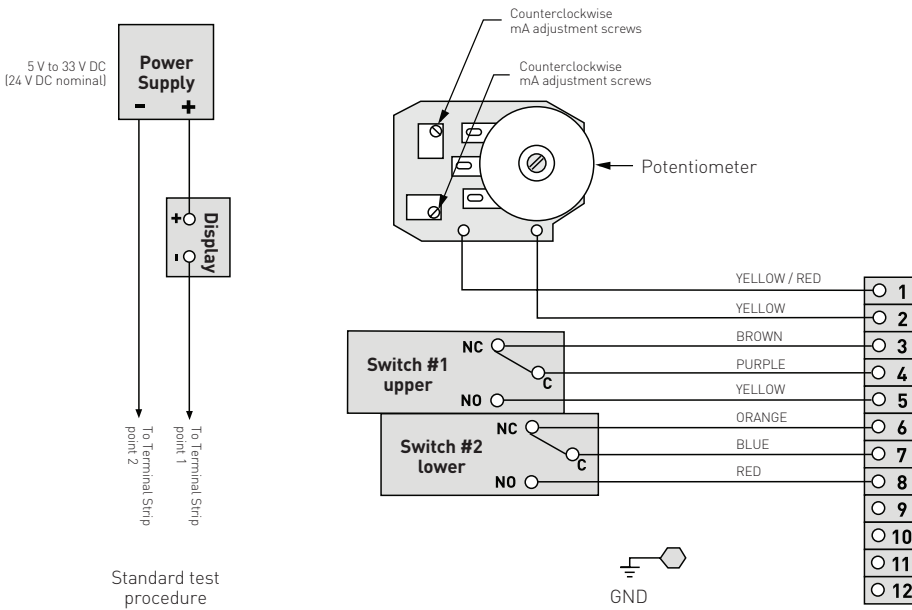 5 V to 33 V DC
(24 V DC nominal)
Power
Supply
-
+
+
-
Display
To Terminal Strip
point 2
To Terminal Strip
point 1
Standard test
procedure
Counterclockwise
mA adjustment screws
Counterclockwise
mA adjustment screws
Potentiometer
YELLOW / RED
YELLOW
BROWN
PURPLE
YELLOW
ORANGE
BLUE
RED
Switch #1
upper
NC
C
NO
Switch #2
lower
NC
C
NO
1
2
3
4
5
6
7
8
9
10
11
12
GND